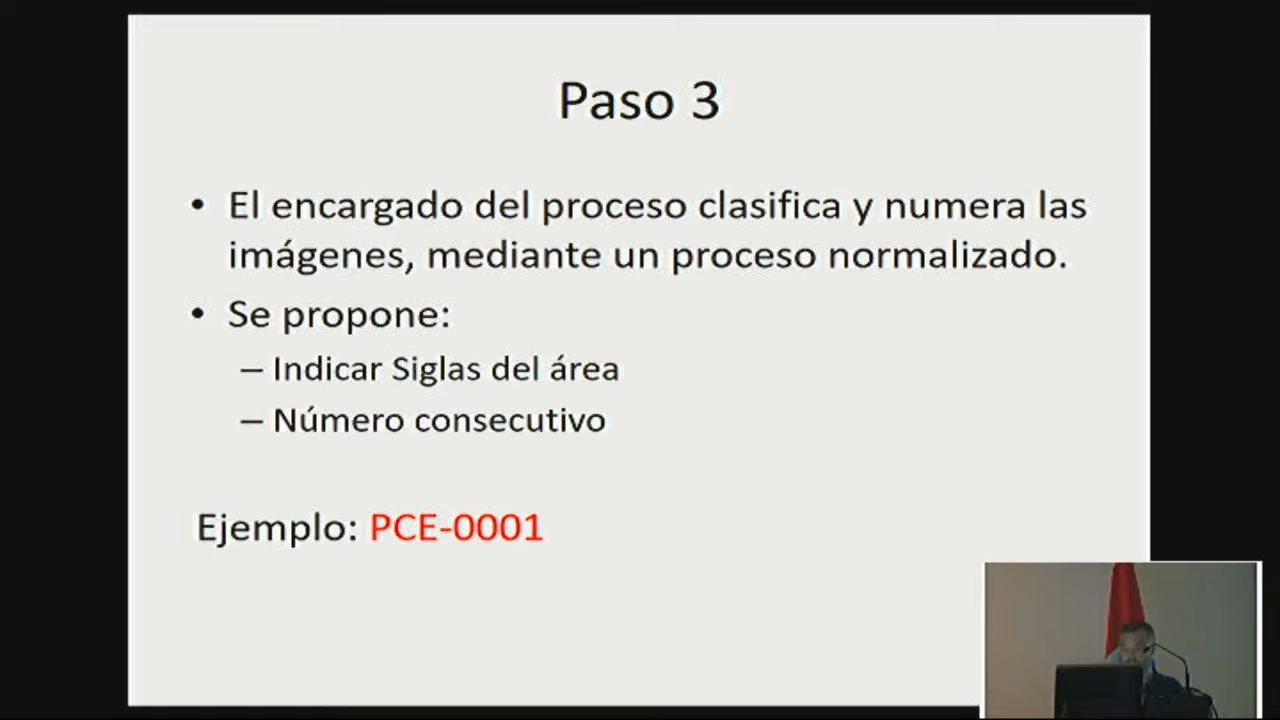 Paso 3
• El encargado del proceso clasifica y numera las
imágenes, mediante un proceso normalizado.
• Se propone:
– Indicar Siglas del área
– Número consecutivo
Ejemplo: PCE-0001